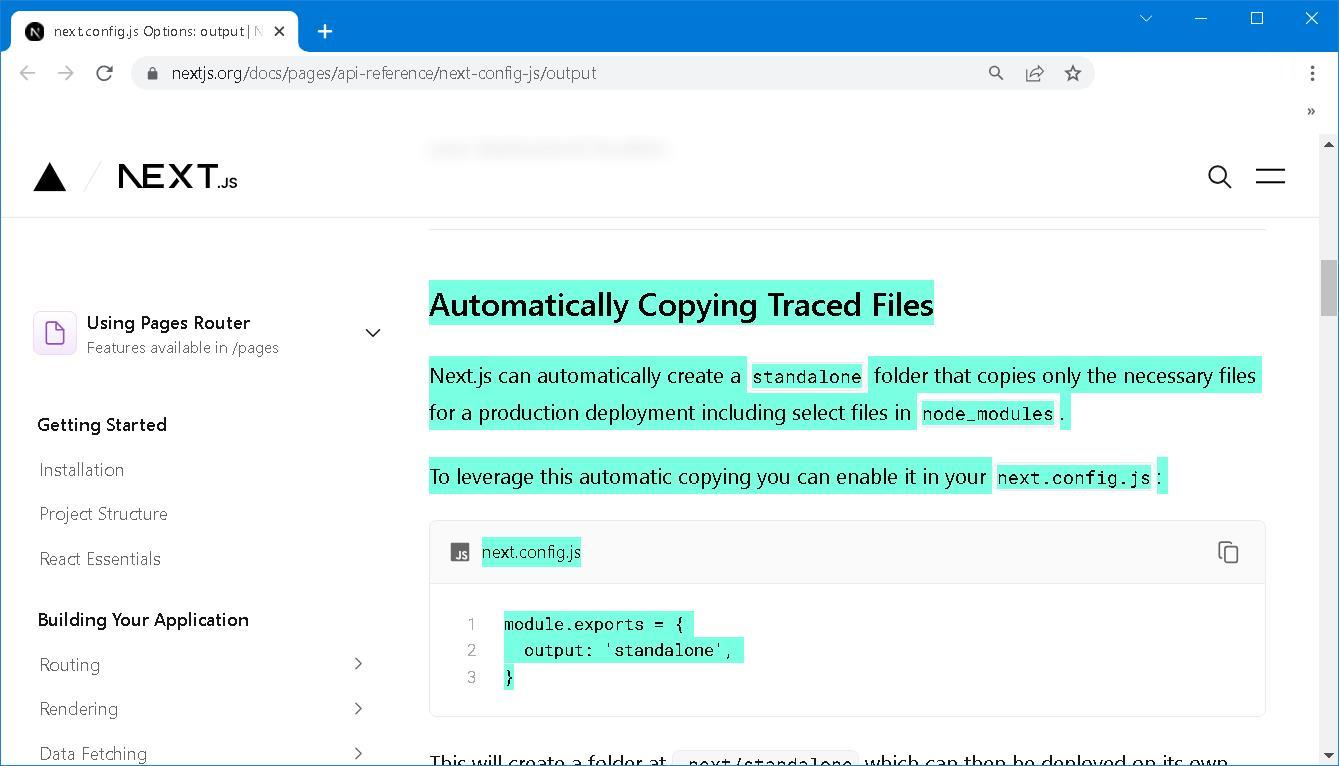 next.config.js Options: output | N
nextjs.org/docs/pages/api-reference/next-config-js/output
»
NEXT.JS
Using Pages Router
Features available in /pages
Getting Started
Installation
Project Structure
React Essentials
Building Your Application
Routing
Rendering
Data Fetching
Automatically Copying Traced Files
Next.js can automatically create a standalone folder that copies only the necessary files
for a production deployment including select files in node_modules.
To leverage this automatic copying you can enable it in your next.config.js:
JS next.config.js
1 module.exports = {
2 output: 'standalone',
3 }
This will create a folder at .next/standalone which can then be deployed on its own